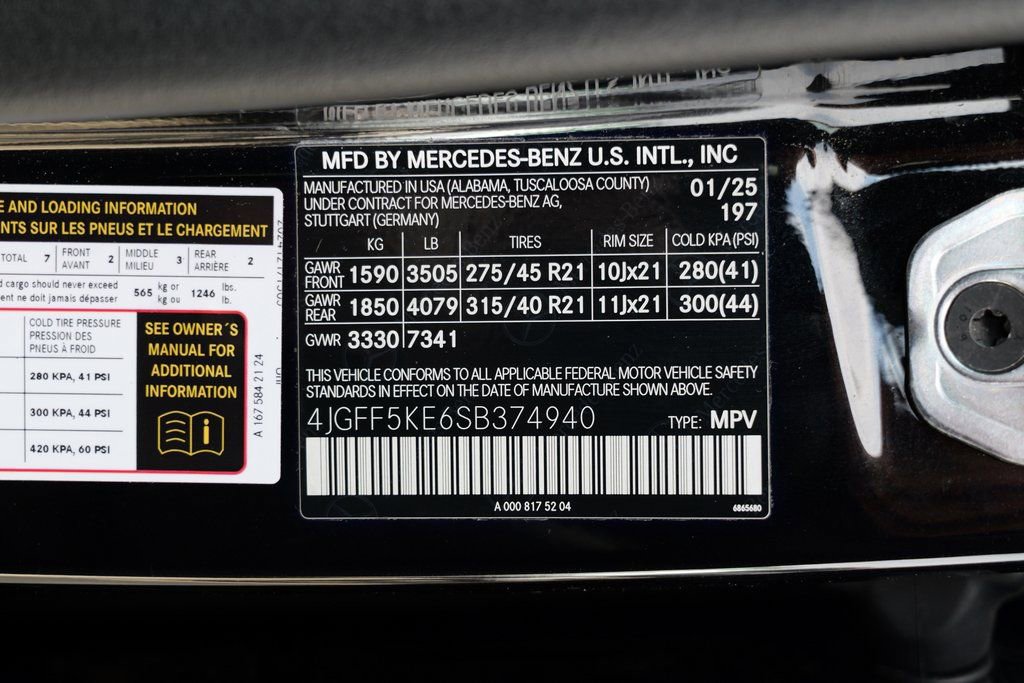 E AND LOADING INFORMATION
NTS SUR LES PNEUS ET LE CHARGEMENT
TOTAL 7 FRONT AVANT 2 MIDDLE MILIEU 3 REAR ARRIÈRE 2
d cargo should never exceed
ent ne doit jamais dépasser
565 kg or kg ou 1246 lbs. lb.
COLD TIRE PRESSURE
PRESSION DES
PNEUS À FROID
280 KPA, 41 PSI
300 KPA, 44 PSI
420 KPA, 60 PSI
SEE OWNER´S
MANUAL FOR
ADDITIONAL
INFORMATION
A 167 584 21 24
MFD BY MERCEDES-BENZ U.S. INTL., INC
MANUFACTURED IN USA (ALABAMA, TUSCALOOSA COUNTY)
UNDER CONTRACT FOR MERCEDES-BENZ AG,
STUTTGART (GERMANY)
01/25
197
KG LB TIRES RIM SIZE COLD KPA (PSI)
GAWR FRONT 1590 3505 275/45 R21 10Jx21 280(41)
GAWR REAR 1850 4079 315/40 R21 11Jx21 300(44)
GVWR 3330 7341
THIS VEHICLE CONFORMS TO ALL APPLICABLE FEDERAL MOTOR VEHICLE SAFETY
STANDARDS IN EFFECT ON THE DATE OF MANUFACTURE SHOWN ABOVE.
4JGFF5KE6SB374940 TYPE: MPV
A 000 817 52 04
6865680